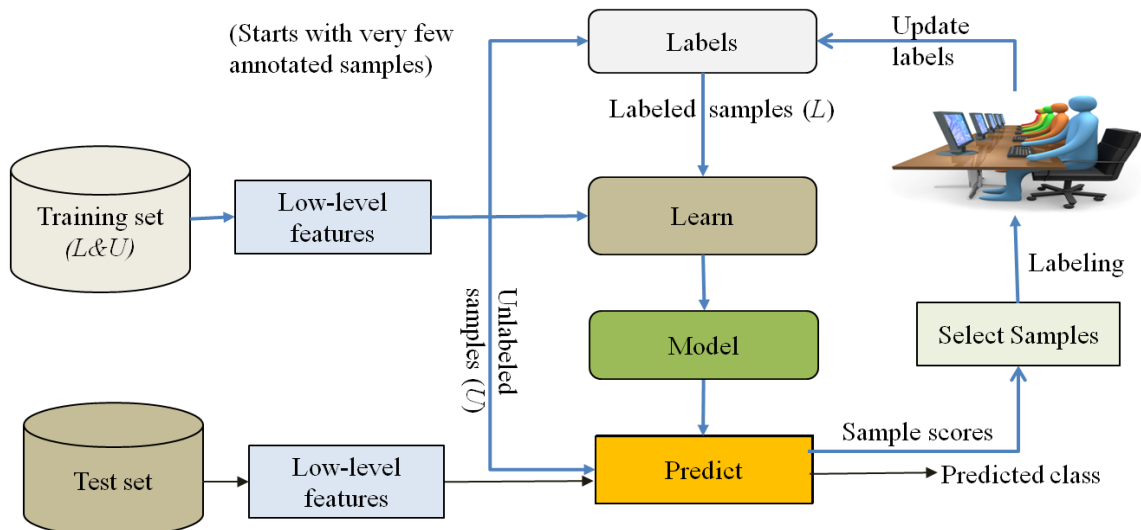 (Starts with very few
annotated samples)
Labels
Update
labels
Labeled samples (L)
Training set
(L&U)
Low-level
features
Learn
Labeling
Unlabeled
samples (U)
Model
Select Samples
Test set
Low-level
features
Predict
Sample scores
Predicted class